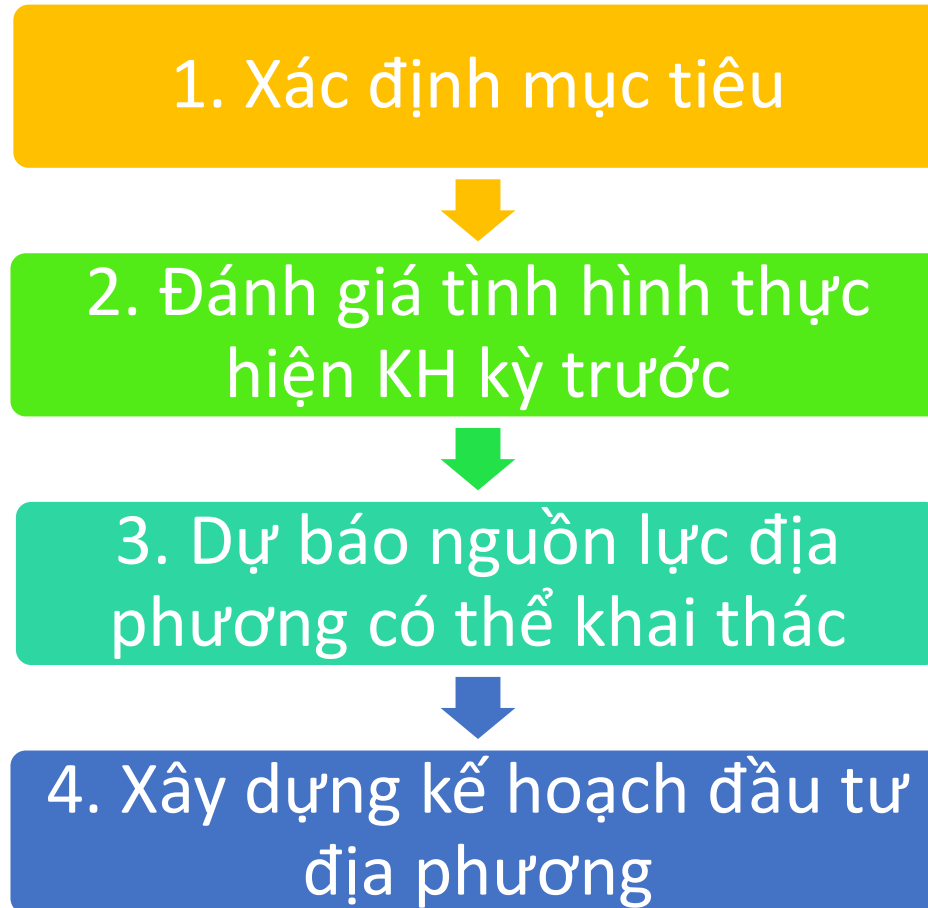 1. Xác định mục tiêu
2. Đánh giá tình hình thực
hiện KH kỳ trước
3. Dự báo nguồn lực địa
phương có thể khai thác
4. Xây dựng kế hoạch đầu tư
địa phương